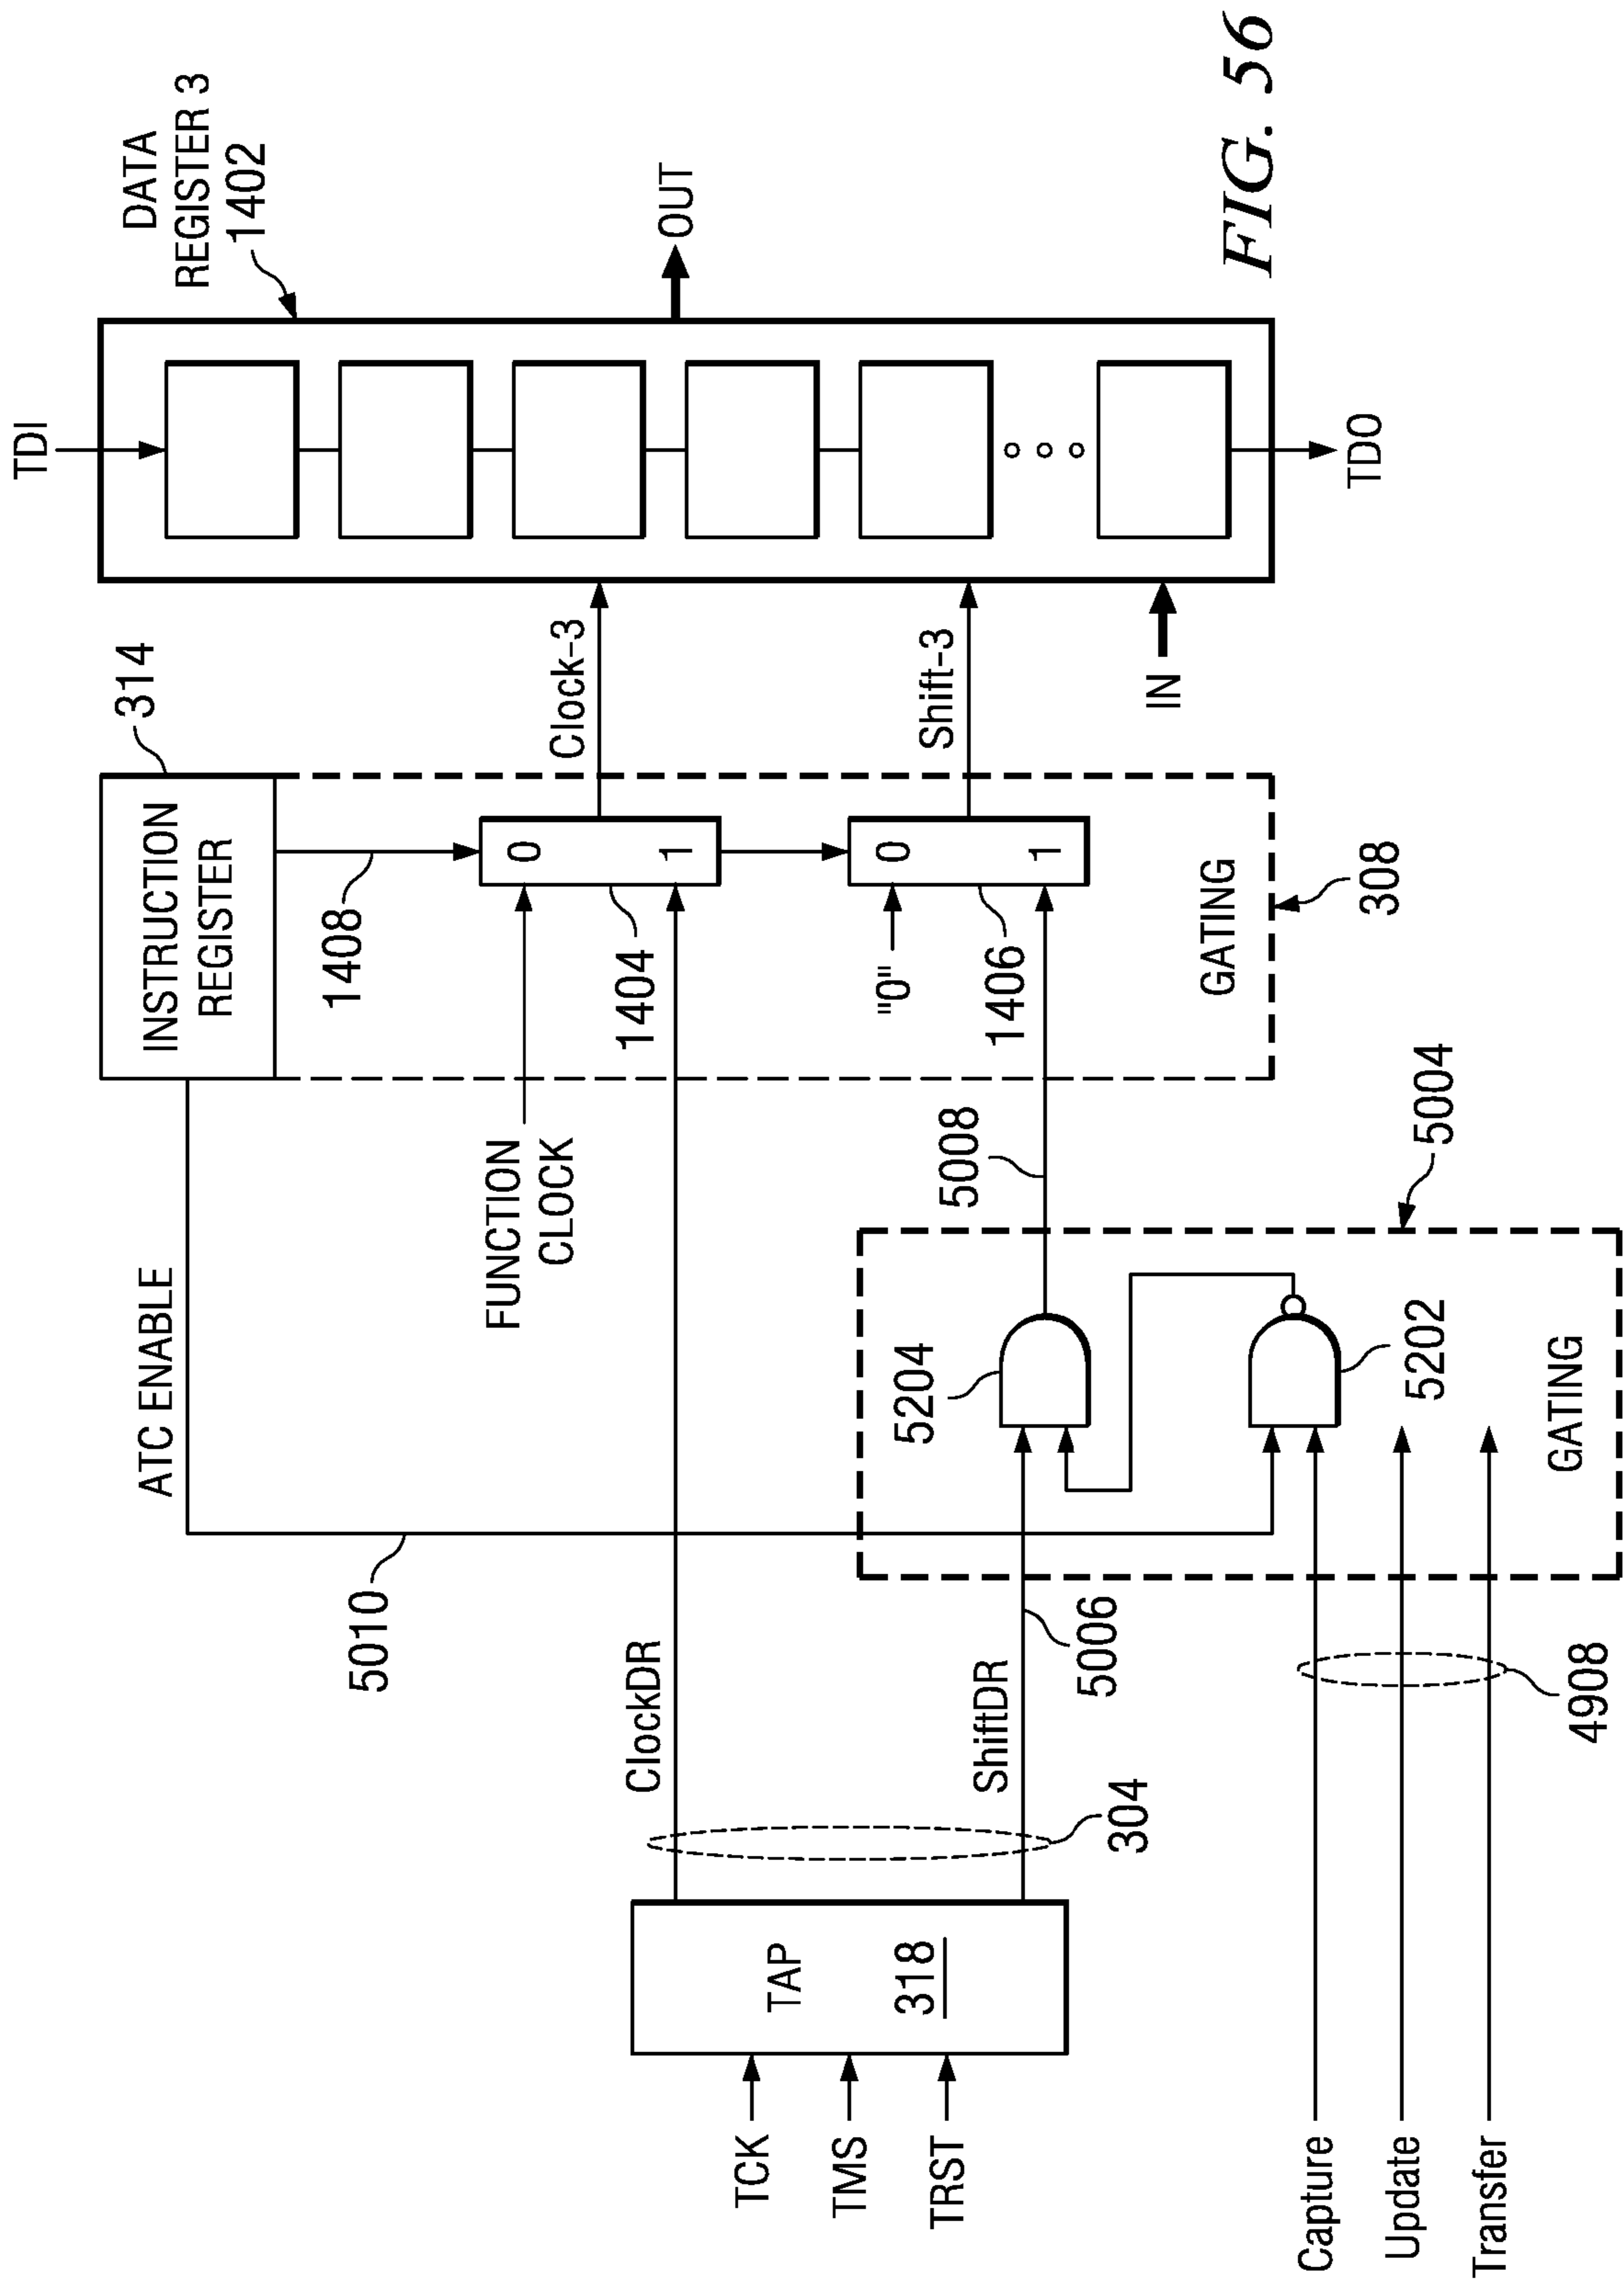 TDI
DATA
REGISTER 3
1402
OUT
TDO
IN
314
INSTRUCTION
REGISTER
1408
0
1
1404
Clock-3
FUNCTION
CLOCK
"0"
0
1
1406
Shift-3
GATING
308
ATC ENABLE
5010
ClockDR
ShiftDR
304
5006
5008
5204
5202
GATING
5004
TAP
318
TCK
TMS
TRST
Capture
Update
Transfer
4908
FIG. 56